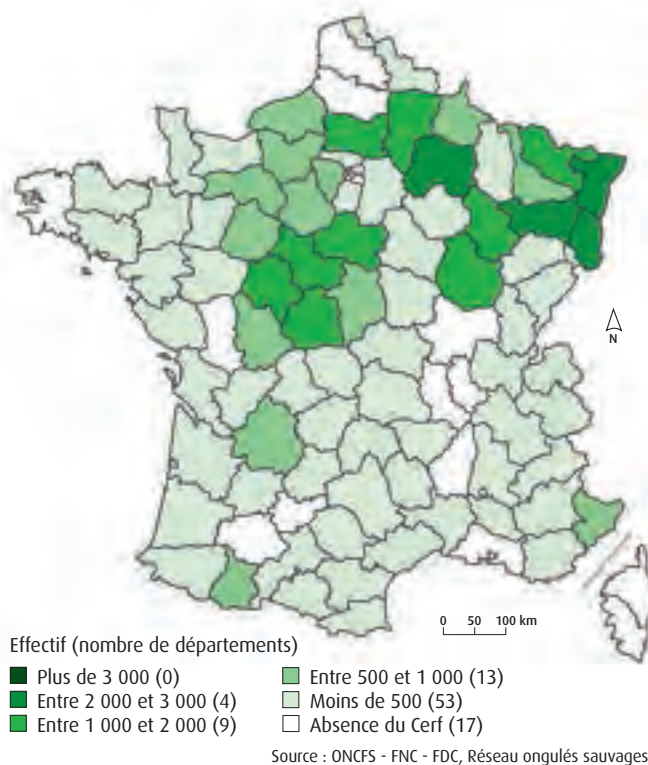 N
0 50 100 km
Effectif (nombre de départements)
Plus de 3 000 (0)
Entre 2 000 et 3 000 (4)
Entre 1 000 et 2 000 (9)
Entre 500 et 1 000 (13)
Moins de 500 (53)
Absence du Cerf (17)
Source : ONCFS - FNC - FDC, Réseau ongulés sauvages